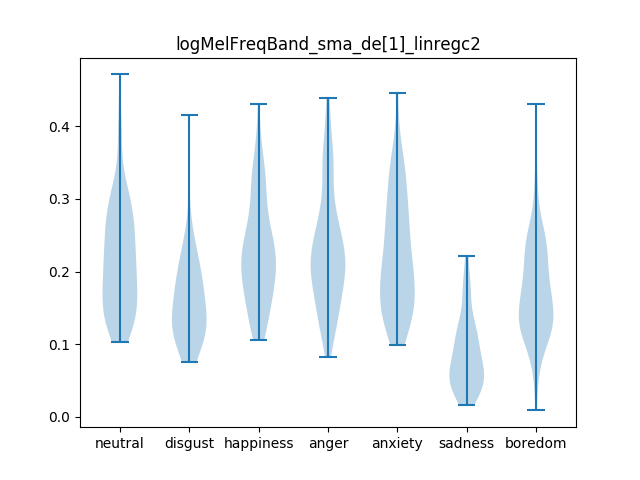 logMelFreqBand_sma_de[1]_linregc2
0.4
0.3
0.2
0.1
0.0
neutral disgust happiness anger anxiety sadness boredom